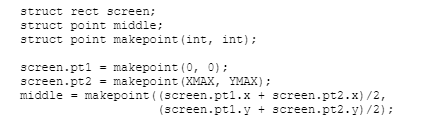 struct rect screen;
struct point middle;
struct point makepoint(int, int);
screen.pt1 = makepoint(0, 0);
screen.pt2 = makepoint(XMAX, YMAX);
middle = makepoint((screen.pt1.x + screen.pt2.x)/2,
(screen.pt1.y + screen.pt2.y)/2);